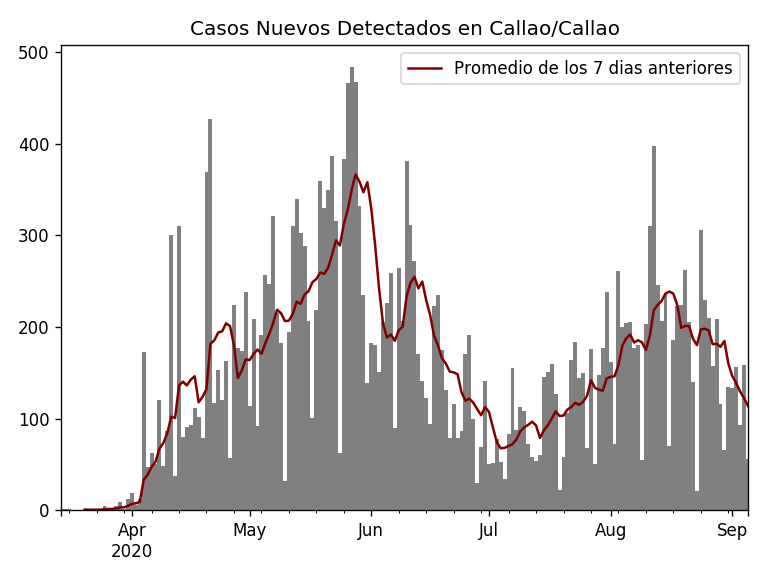 Casos Nuevos Detectados en Callao/Callao
Promedio de los 7 dias anteriores
500
400
300
200
100
0
Apr May Jun Jul Aug Sep
2020